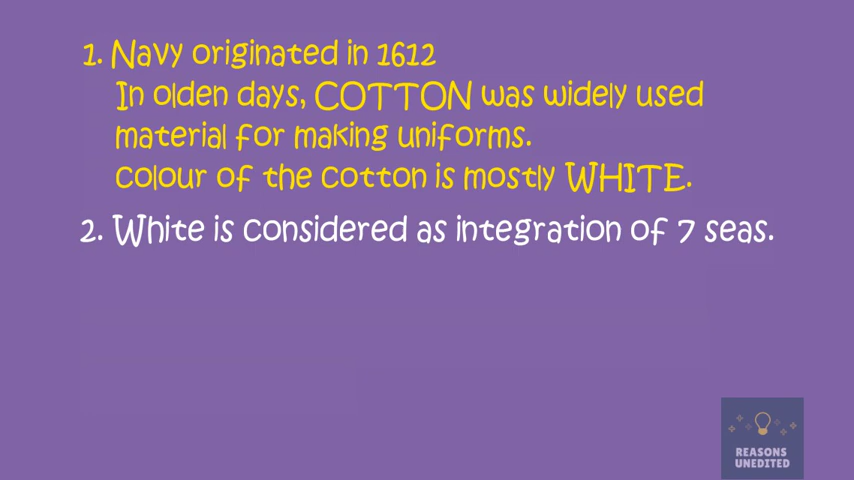 1. Navy originated in 1612
In olden days, COTTON was widely used
material for making uniforms.
colour of the cotton is mostly WHITE.
2. White is considered as integration of 7 seas.
REASONS
UNEDITED